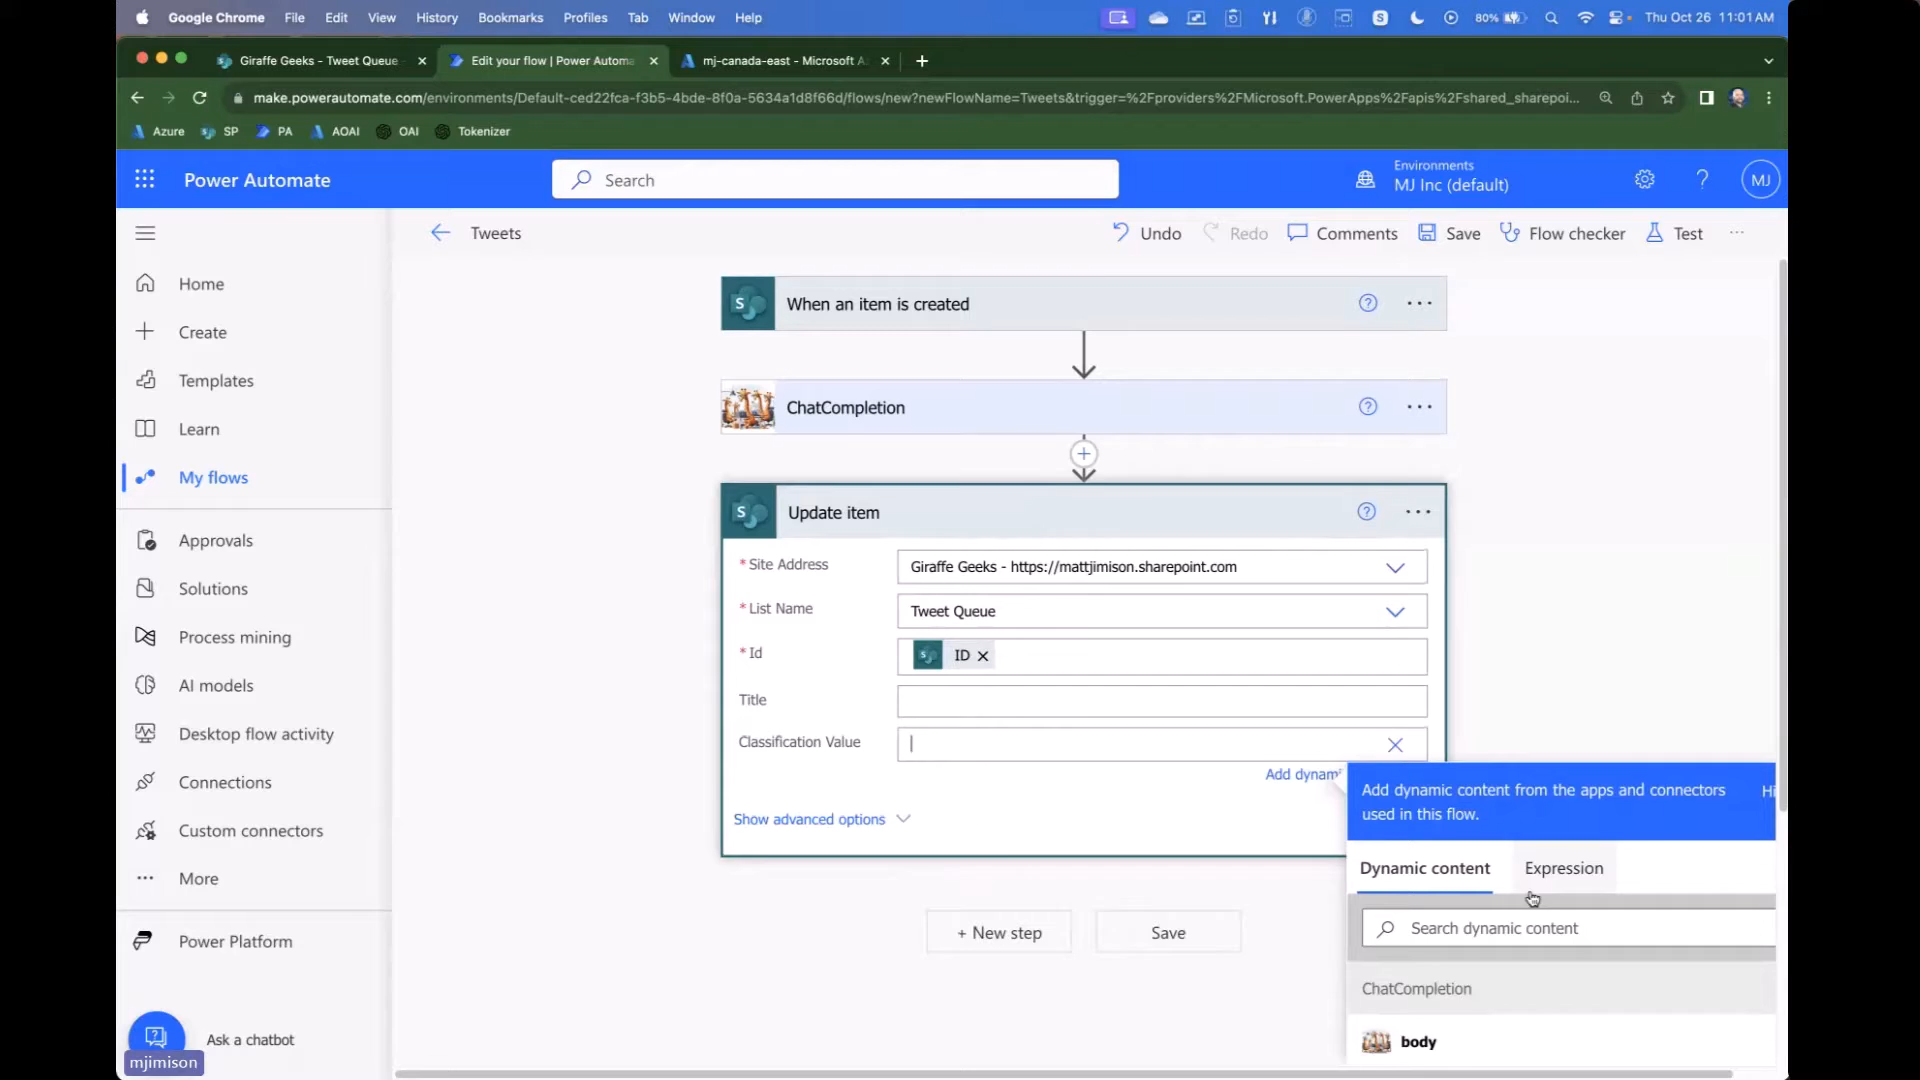 Google Chrome File Edit View History Bookmarks Profiles Tab Window Help 80% Thu Oct 26 11:01 AM
Giraffe Geeks - Tweet Queue Edit your flow | Power Automa mj-canada-east - Microsoft A
make.powerautomate.com/environments/Default-ced22fca-f3b5-4bde-8f0a-5634a1d8f66d/flows/new?newFlowName=Tweets&trigger=%2Fproviders%2FMicrosoft.PowerApps%2Fapis%2Fshared_sharepoi...
Azure SP PA AOAI OAI Tokenizer
Power Automate Search Environments
MJ Inc (default) MJ
Tweets Undo Redo Comments Save Flow checker Test
Home
Create
Templates
Learn
My flows
Approvals
Solutions
Process mining
AI models
Desktop flow activity
Connections
Custom connectors
More
Power Platform
Ask a chatbot
mjimison
When an item is created
ChatCompletion
Update item
* Site Address Giraffe Geeks - https://mattjimison.sharepoint.com
* List Name Tweet Queue
* Id ID
Title
Classification Value
Add dynami
Show advanced options
+ New step Save
Add dynamic content from the apps and connectors Hi
used in this flow.
Dynamic content Expression
Search dynamic content
ChatCompletion
body